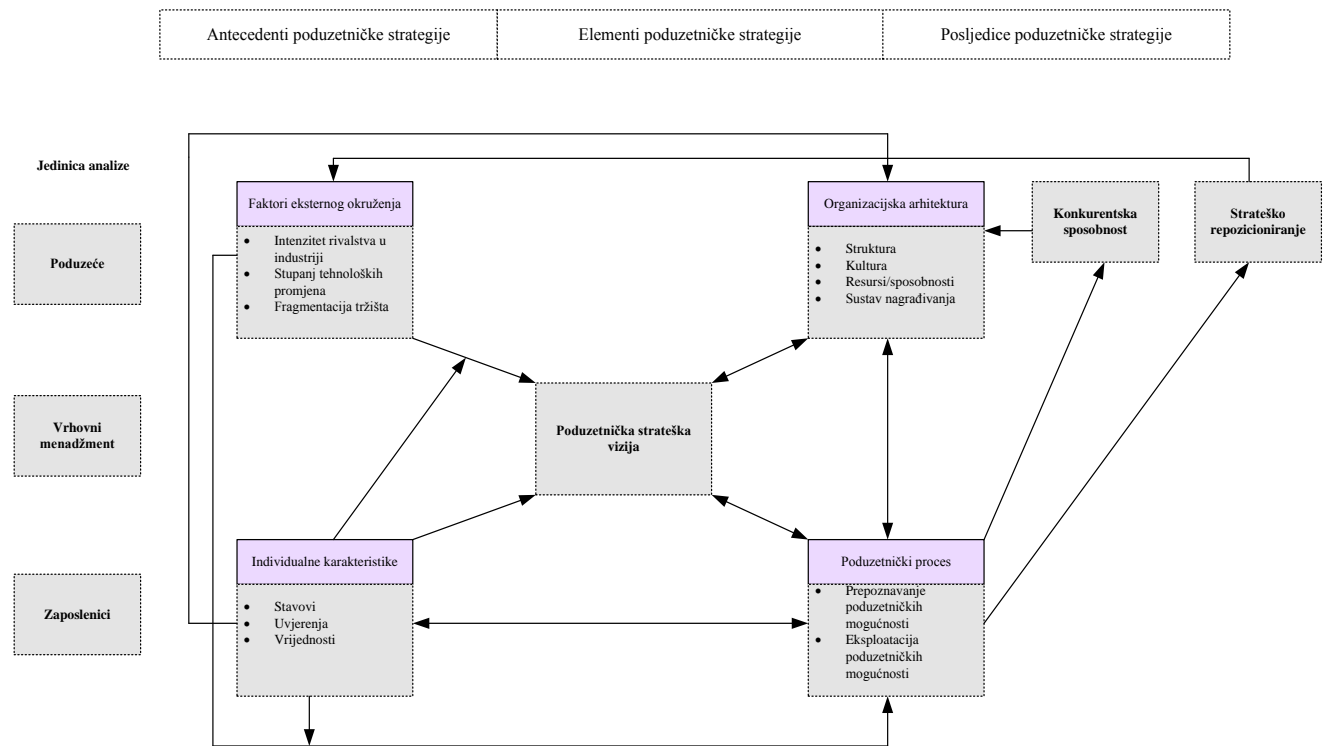 Antecedenti poduzetničke strategije
Elementi poduzetničke strategije
Posljedice poduzetničke strategije
Jedinica analize
Poduzeće
Vrhovni
menadžment
Zaposlenici
Faktori eksternog okruženja
• Intenzitet rivalstva u
industriji
• Stupanj tehnoloških
promjena
• Fragmentacija tržišta
Organizacijska arhitektura
• Struktura
• Kultura
• Resursi/sposobnosti
• Sustav nagrađivanja
Konkurentska
sposobnost
Strateško
repozicioniranje
Poduzetnička strateška
vizija
Individualne karakteristike
• Stavovi
• Uvjerenja
• Vrijednosti
Poduzetnički proces
• Prepoznavanje
poduzetničkih
mogućnosti
• Eksploatacija
poduzetničkih
mogućnosti